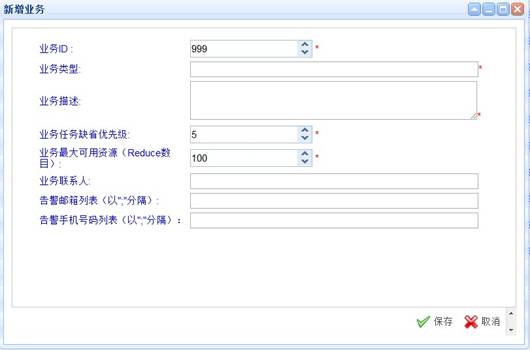 新增业务
业务ID : 999 *
业务类型: *
业务描述: *
业务任务缺省优先级: 5 *
业务最大可用资源（Reduce数
目）: 100 *
业务联系人:
告警邮箱列表（以";"分隔）:
告警手机号码列表（以";"分隔）：
保存 取消